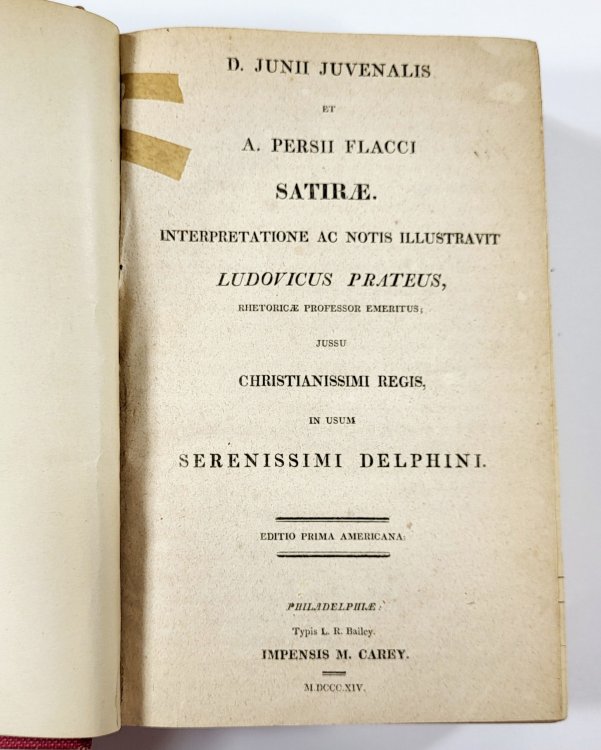 D. JUNII JUVENALIS
ET
A. PERSII FLACCI
SATIRÆ.
INTERPRETATIONE AC NOTIS ILLUSTRAVIT
LUDOVICUS PRATEUS,
RHETORICÆ PROFESSOR EMERITUS;
JUSSU
CHRISTIANISSIMI REGIS,
IN USUM
SERENISSIMI DELPHINI.
EDITIO PRIMA AMERICANA.
PHILADELPHIÆ:
Typis L. R. Bailey.
IMPENSIS M. CAREY.
M.DCCC.XIV.